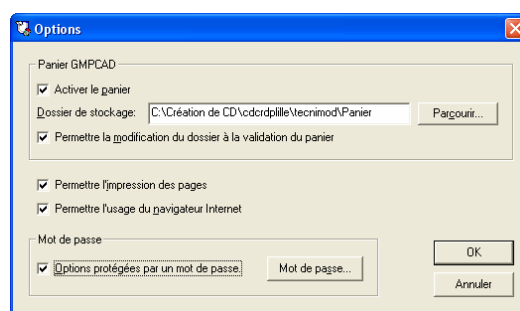 Options
Panier GMPCAD
Activer le panier
Dossier de stockage: C:\Création de CD\cdcrdplille\tecnimod\Panier Parcourir...
Permettre la modification du dossier à la validation du panier
Permettre l'impression des pages
Permettre l'usage du navigateur Internet
Mot de passe
Options protégées par un mot de passe. Mot de passe...
OK
Annuler